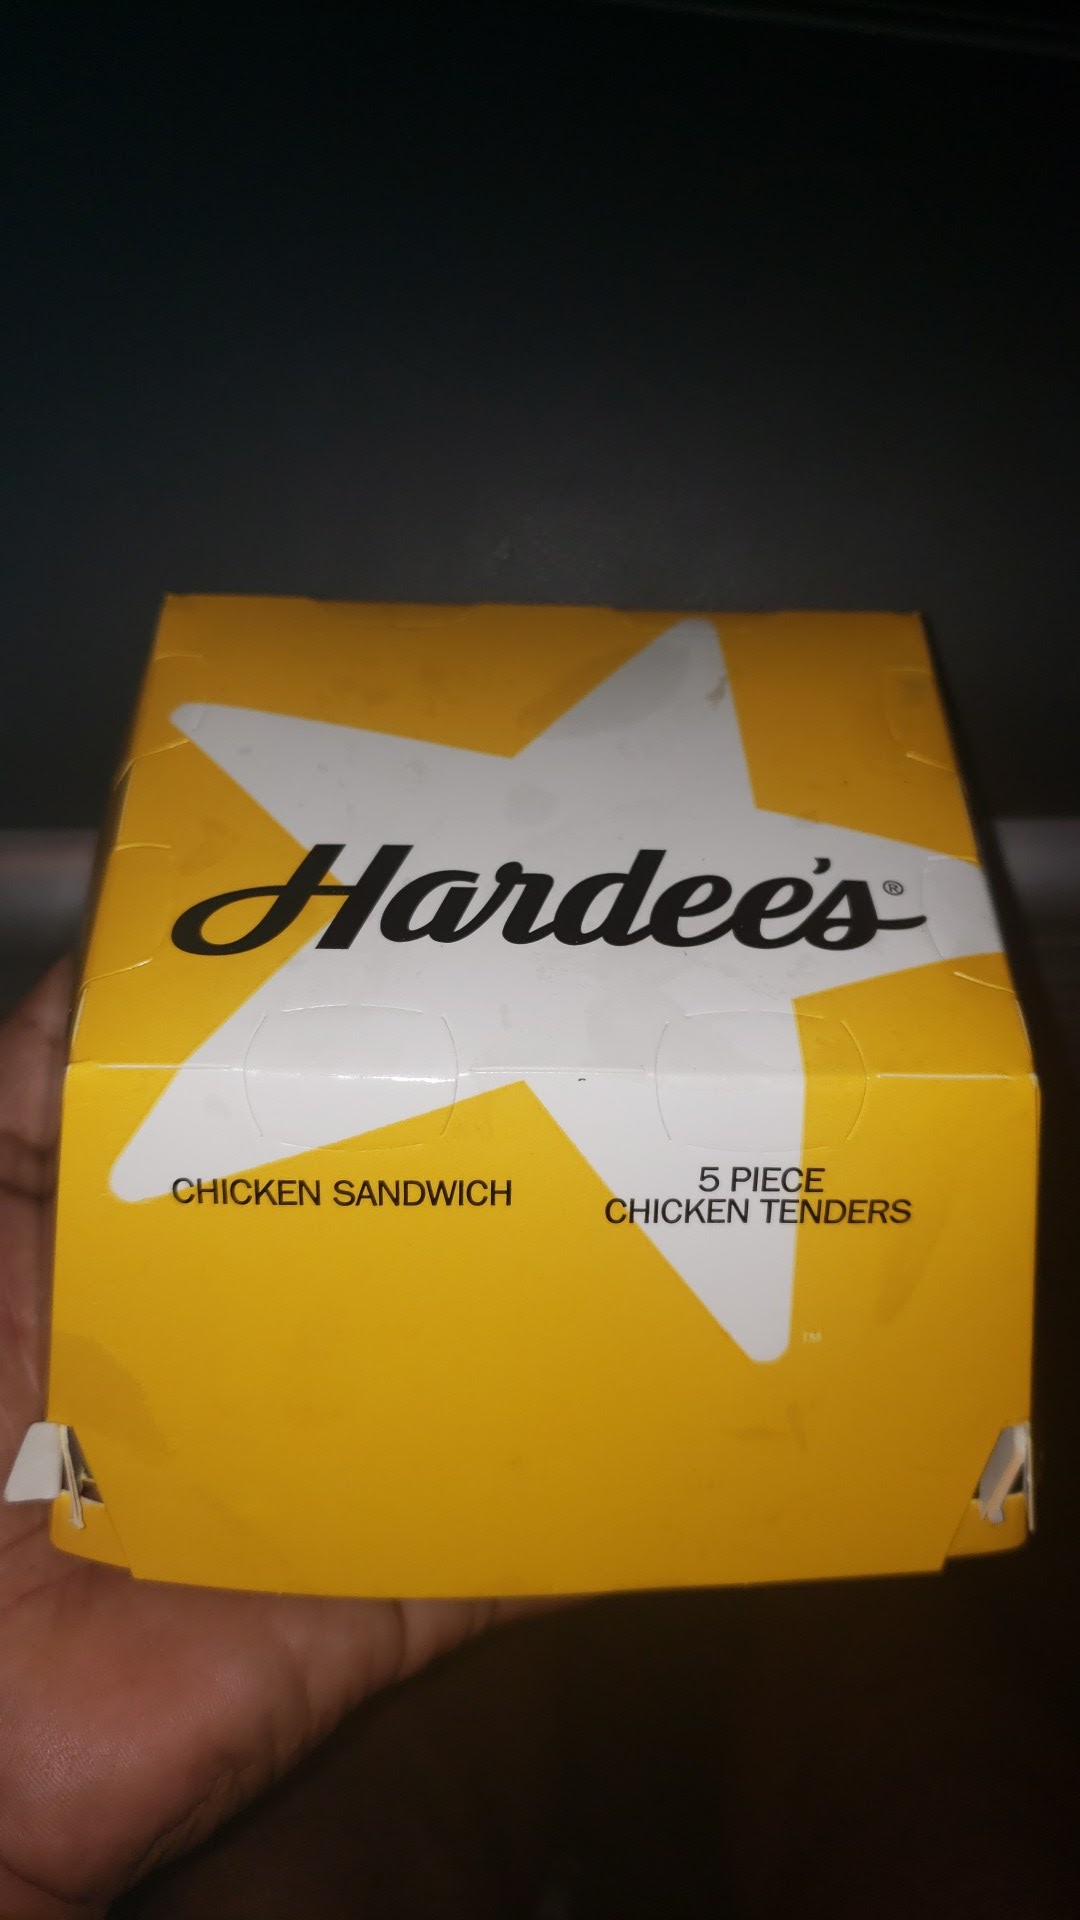 Hardee's®
CHICKEN SANDWICH
5 PIECE
CHICKEN TENDERS
™